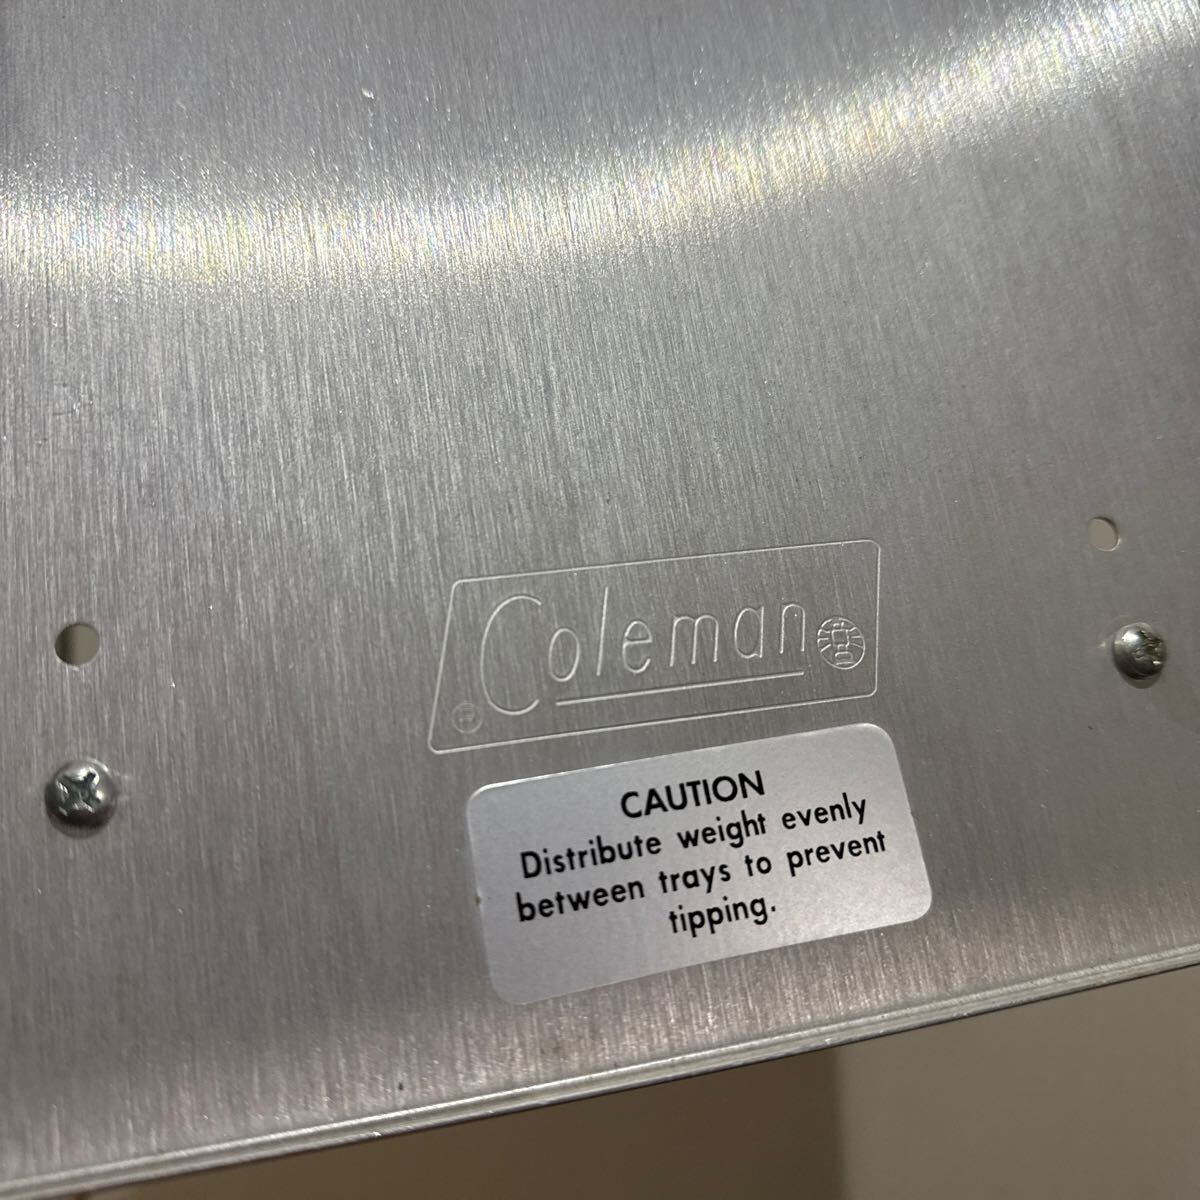 Coleman
®
CAUTION
Distribute weight evenly
between trays to prevent
tipping.